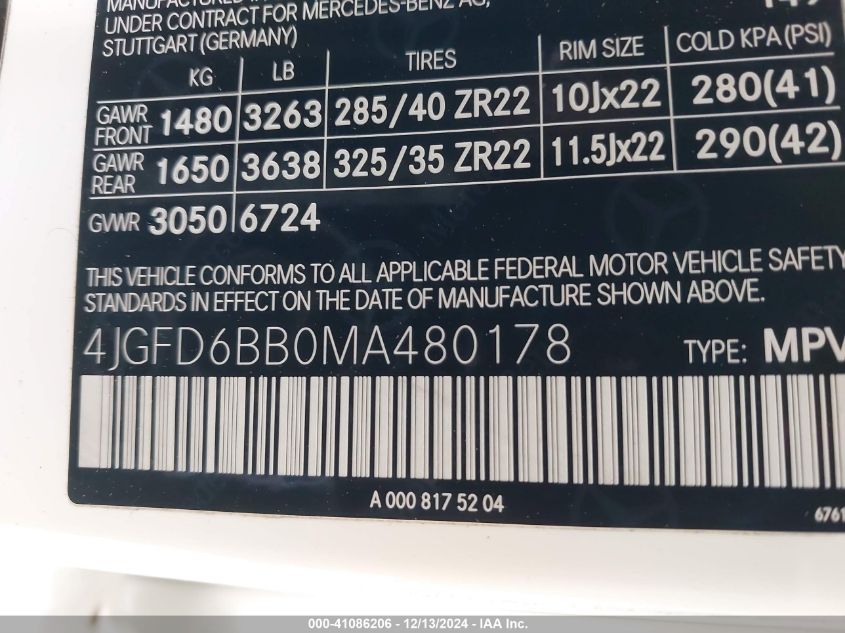 UNDER CONTRACT FOR MERCEDES-BENZ AG,
STUTTGART (GERMANY)
KG LB TIRES RIM SIZE COLD KPA (PSI)
GAWR FRONT 1480 3263 285/40 ZR22 10Jx22 280(41)
GAWR REAR 1650 3638 325/35 ZR22 11.5Jx22 290(42)
GVWR 3050 6724
THIS VEHICLE CONFORMS TO ALL APPLICABLE FEDERAL MOTOR VEHICLE SAFETY
STANDARDS IN EFFECT ON THE DATE OF MANUFACTURE SHOWN ABOVE.
4JGFD6BB0MA480178 TYPE: MPV
A 000 817 52 04
6761
000-41086206 - 12/13/2024 - IAA Inc.